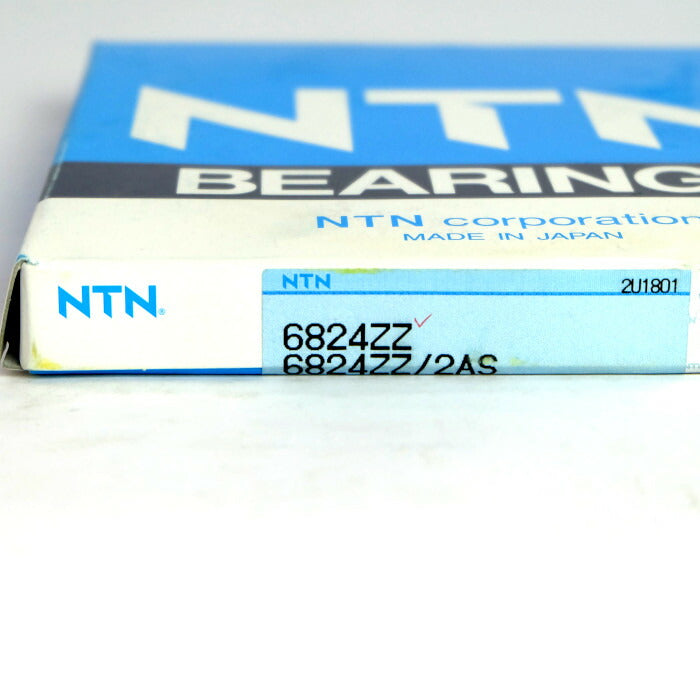 NTN
BEARING
NTN corporation
MADE IN JAPAN
NTN®
NTN
2U1801
6824ZZ
6824ZZ/2AS